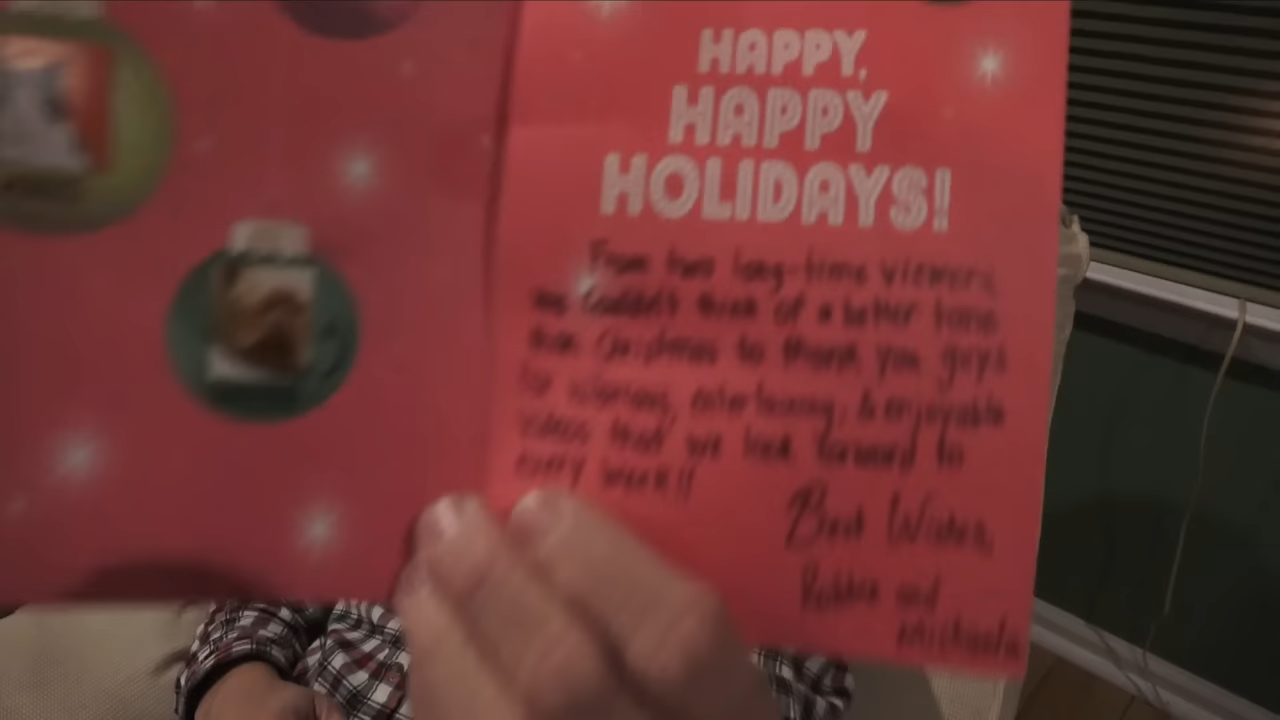 HAPPY,
HAPPY
HOLIDAYS!
From two long-time viewers,
we couldn't think of a better time
than Christmas to thank you guys
for hilarious, entertaining, & enjoyable
videos that we look forward to
every week!!
Best Wishes,
Robbie and
Michaela